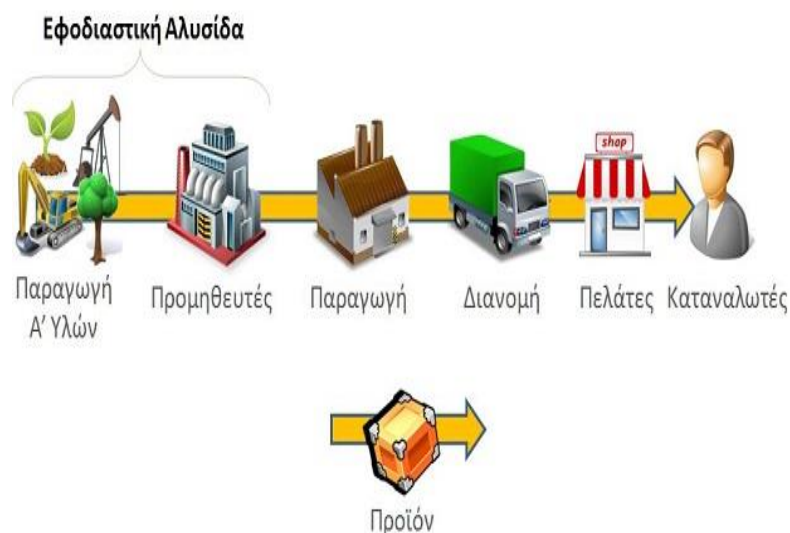 Εφοδιαστική Αλυσίδα
shop
Παραγωγή
Α’ Υλών
Προμηθευτές
Παραγωγή
Διανομή
Πελάτες
Καταναλωτές
Προϊόν